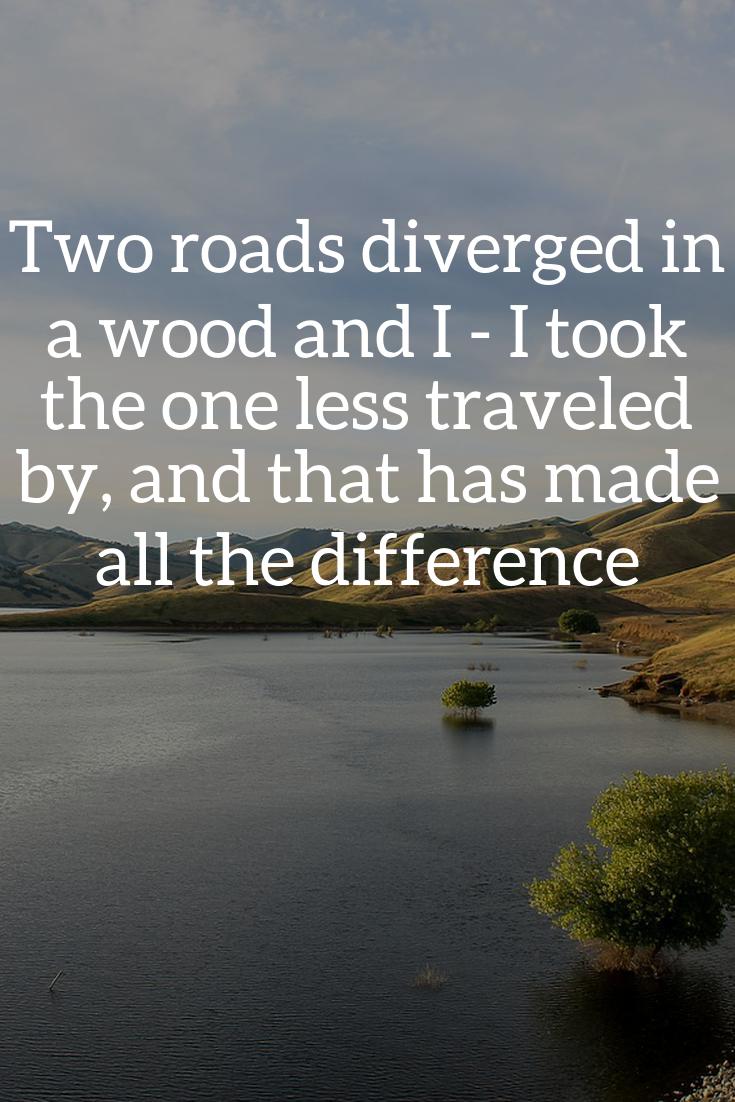 Two roads diverged in
a wood and I - I took
the one less traveled
by, and that has made
all the difference